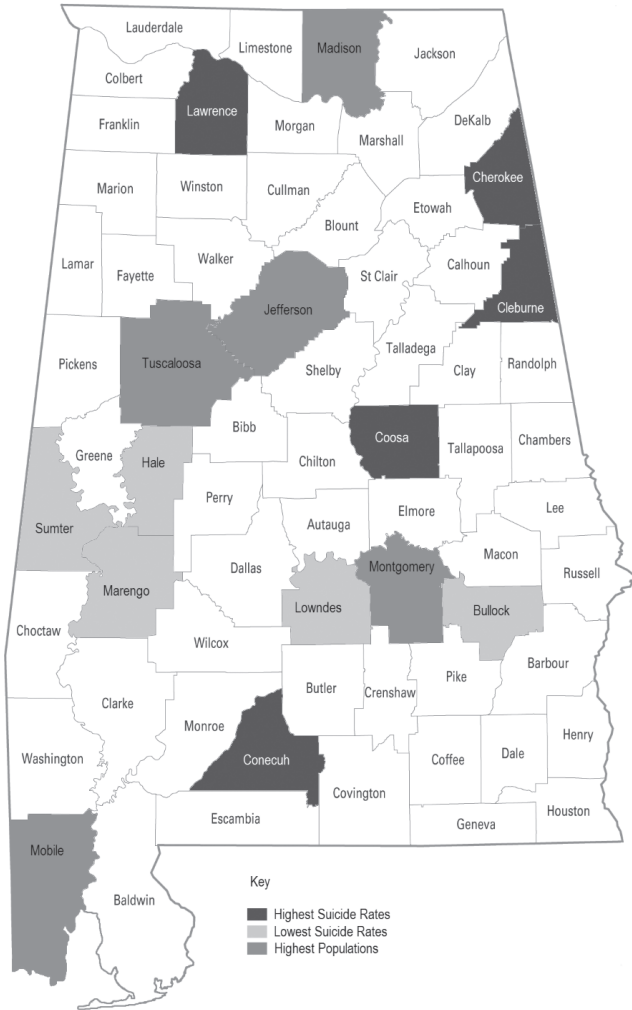 Lauderdale
Limestone
Madison
Jackson
Colbert
Lawrence
Franklin
Morgan
Marshall
DeKalb
Cherokee
Marion
Winston
Cullman
Etowah
Blount
Lamar
Fayette
Walker
St Clair
Calhoun
Cleburne
Jefferson
Pickens
Tuscaloosa
Shelby
Talladega
Clay
Randolph
Greene
Hale
Bibb
Chilton
Coosa
Tallapoosa
Chambers
Sumter
Perry
Autauga
Elmore
Lee
Marengo
Dallas
Lowndes
Montgomery
Macon
Bullock
Russell
Choctaw
Wilcox
Butler
Crenshaw
Pike
Barbour
Clarke
Washington
Monroe
Conecuh
Covington
Coffee
Dale
Henry
Escambia
Geneva
Houston
Mobile
Baldwin
Key
Highest Suicide Rates
Lowest Suicide Rates
Highest Populations